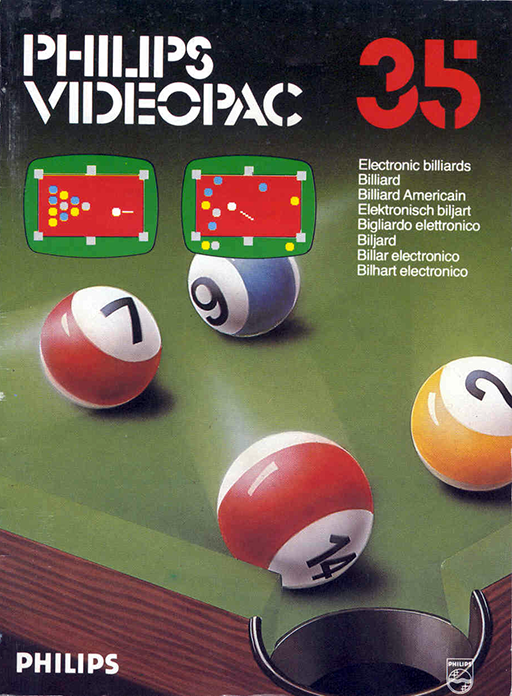 PHILIPS
VIDEOPAC
35
Electronic billiards
Billiard
Billiard Americain
Elektronisch biljart
Bigliardo elettronico
Biljard
Billar electronico
Bilhart electronico
9
7
2
14
PHILIPS
PHILIPS